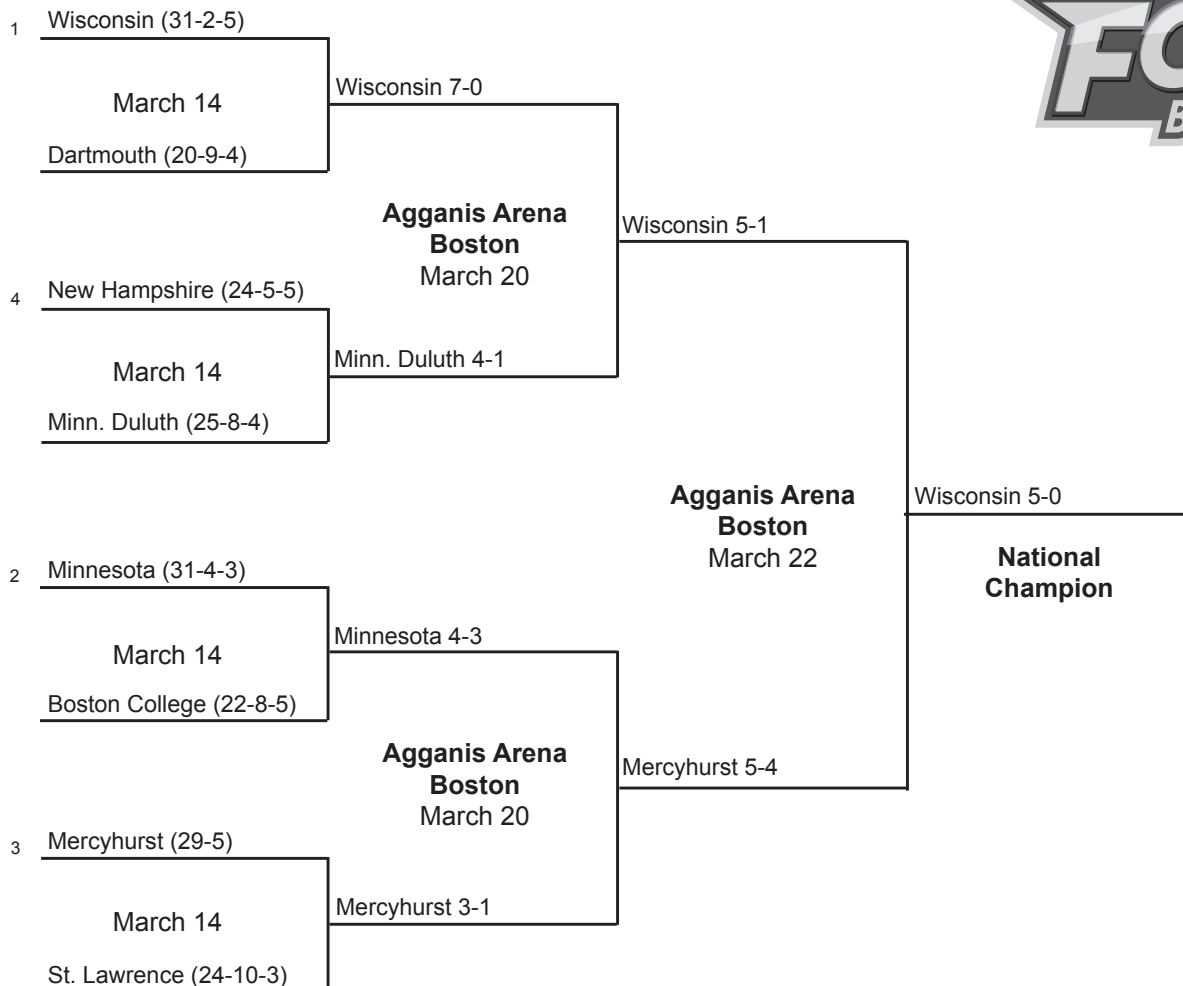 1 Wisconsin (31-2-5)
March 14
Dartmouth (20-9-4)
Wisconsin 7-0
Agganis Arena
Boston
March 20
Wisconsin 5-1
4 New Hampshire (24-5-5)
March 14
Minn. Duluth (25-8-4)
Minn. Duluth 4-1
Agganis Arena
Boston
March 22
Wisconsin 5-0
National
Champion
2 Minnesota (31-4-3)
March 14
Boston College (22-8-5)
Minnesota 4-3
Agganis Arena
Boston
March 20
Mercyhurst 5-4
3 Mercyhurst (29-5)
March 14
St. Lawrence (24-10-3)
Mercyhurst 3-1